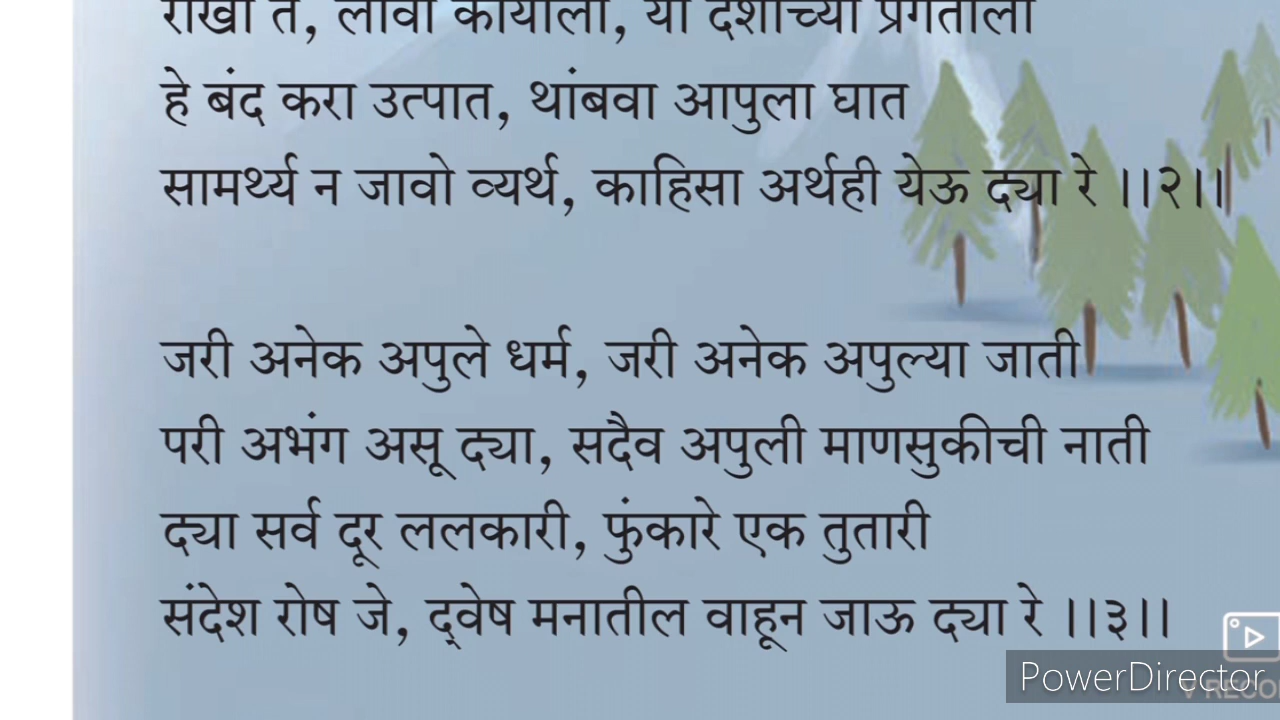 राखा ते, लावा कार्याला, या देशाच्या प्रगतीला
हे बंद करा उत्पात, थांबवा आपुला घात
सामर्थ्य न जावो व्यर्थ, काहिसा अर्थही येऊ द्या रे ।।२।।
जरी अनेक अपुले धर्म, जरी अनेक अपुल्या जाती
परी अभंग असू द्या, सदैव अपुली माणसुकीची नाती
द्या सर्व दूर ललकारी, फुंकारे एक तुतारी
संदेश रोष जे, द्वेष मनातील वाहून जाऊ द्या रे ।।३।।
PowerDirector